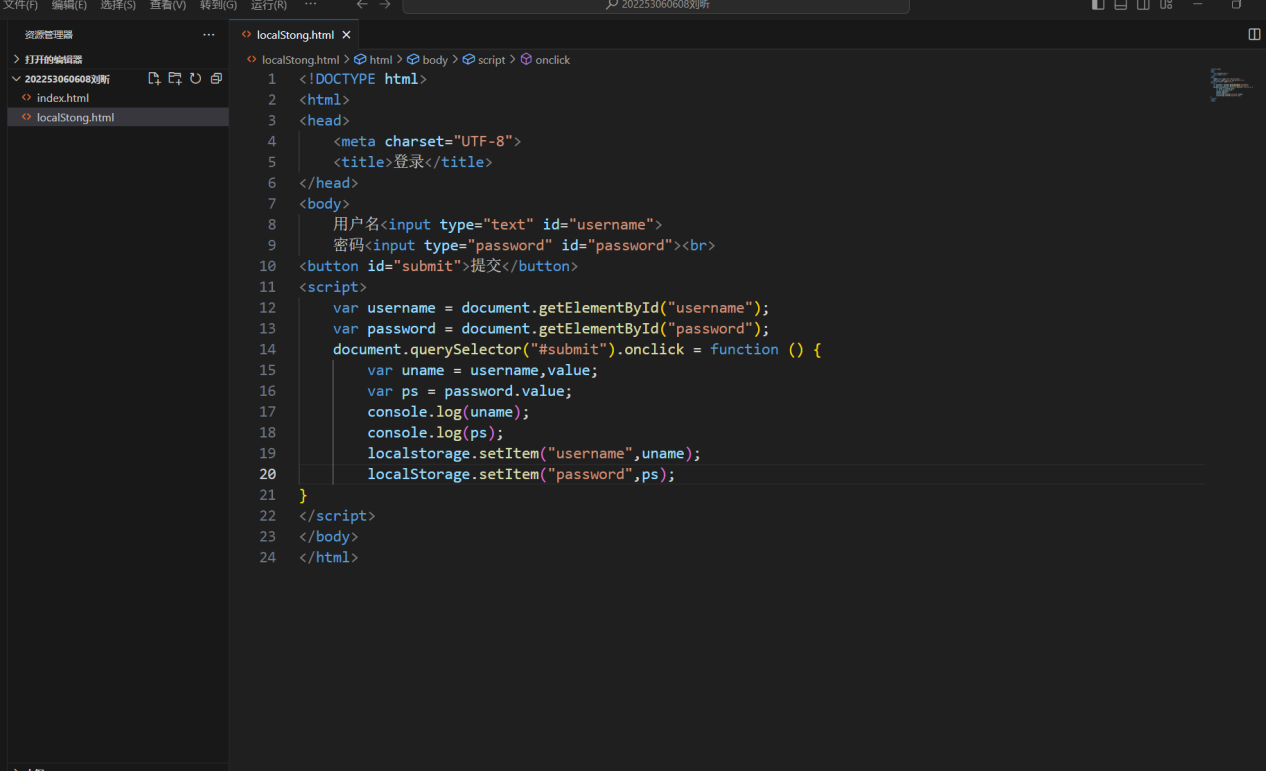 文件(F) 编辑(E) 选择(S) 查看(V) 转到(G) 运行(R) ··· 202253060608刘昕
资源管理器 ···
打开的编辑器
202253060608刘昕
index.html
localStong.html
localStong.html
localStong.html > html > body > script > onclick
1 <!DOCTYPE html>
2 <html>
3 <head>
4 <meta charset="UTF-8">
5 <title>登录</title>
6 </head>
7 <body>
8 用户名<input type="text" id="username">
9 密码<input type="password" id="password"><br>
10 <button id="submit">提交</button>
11 <script>
12 var username = document.getElementById("username");
13 var password = document.getElementById("password");
14 document.querySelector("#submit").onclick = function () {
15 var uname = username,value;
16 var ps = password.value;
17 console.log(uname);
18 console.log(ps);
19 localstorage.setItem("username",uname);
20 localStorage.setItem("password",ps);
21 }
22 </script>
23 </body>
24 </html>